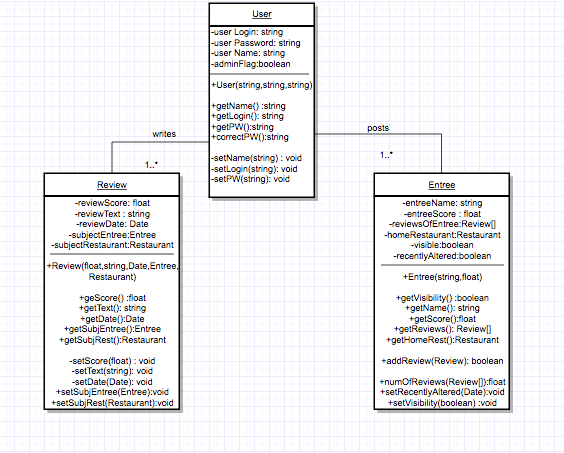 User
-user Login: string
-user Password: string
-user Name: string
-adminFlag:boolean
+User(string,string,string)
+getName() :string
+getLogin(): string
+getPW():string
+correctPW():string
-setName(string) : void
-setLogin(string): void
-setPW(string): void
writes
posts
1..*
1..*
Review
-reviewScore: float
-reviewText : string
-reviewDate: Date
-subjectEntree:Entree
-subjectRestaurant:Restaurant
+Review(float,string,Date,Entree,
Restaurant)
+geScore() :float
+getText(): string
+getDate():Date
+getSubjEntree():Entree
+getSubjRest():Restaurant
-setScore(float) : void
-setText(string): void
-setDate(Date): void
+setSubjEntree(Entree):void
+setSubjRest(Restaurant):void
Entree
-entreeName: string
-entreeScore : float
-reviewsOfEntree:Review[]
-homeRestaurant:Restaurant
-visible:boolean
-recentlyAltered:boolean
+Entree(string,float)
+getVisibility() :boolean
+getName(): string
+getScore():float
+getReviews(): Review[]
+getHomeRest():Restaurant
+addReview(Review): boolean
+numOfReviews(Review[]):float
+setRecentlyAltered(Date):void
+setVisibility(boolean) :void